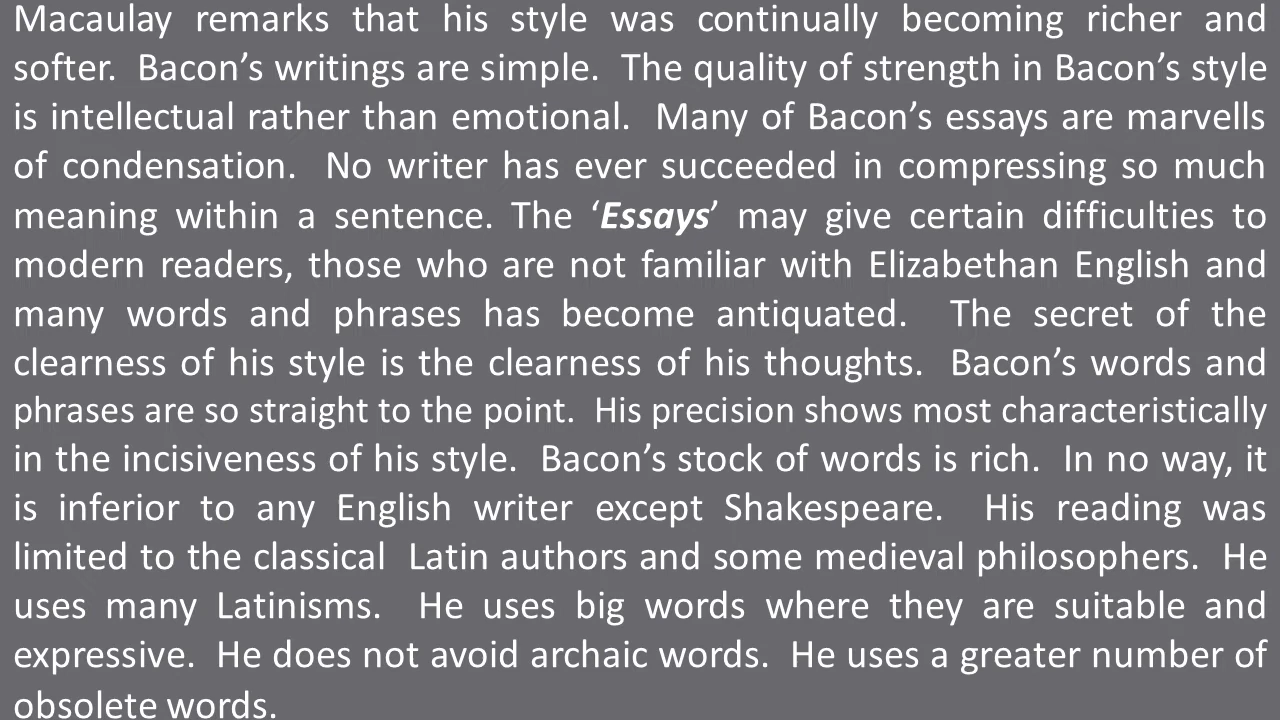 Macaulay remarks that his style was continually becoming richer and
softer.  Bacon’s writings are simple.  The quality of strength in Bacon’s style
is intellectual rather than emotional.  Many of Bacon’s essays are marvells
of condensation.  No writer has ever succeeded in compressing so much
meaning within a sentence. The ‘Essays’ may give certain difficulties to
modern readers, those who are not familiar with Elizabethan English and
many words and phrases has become antiquated.  The secret of the
clearness of his style is the clearness of his thoughts.  Bacon’s words and
phrases are so straight to the point.  His precision shows most characteristically
in the incisiveness of his style.  Bacon’s stock of words is rich.  In no way, it
is inferior to any English writer except Shakespeare.  His reading was
limited to the classical  Latin authors and some medieval philosophers.  He
uses many Latinisms.  He uses big words where they are suitable and
expressive.  He does not avoid archaic words.  He uses a greater number of
obsolete words.